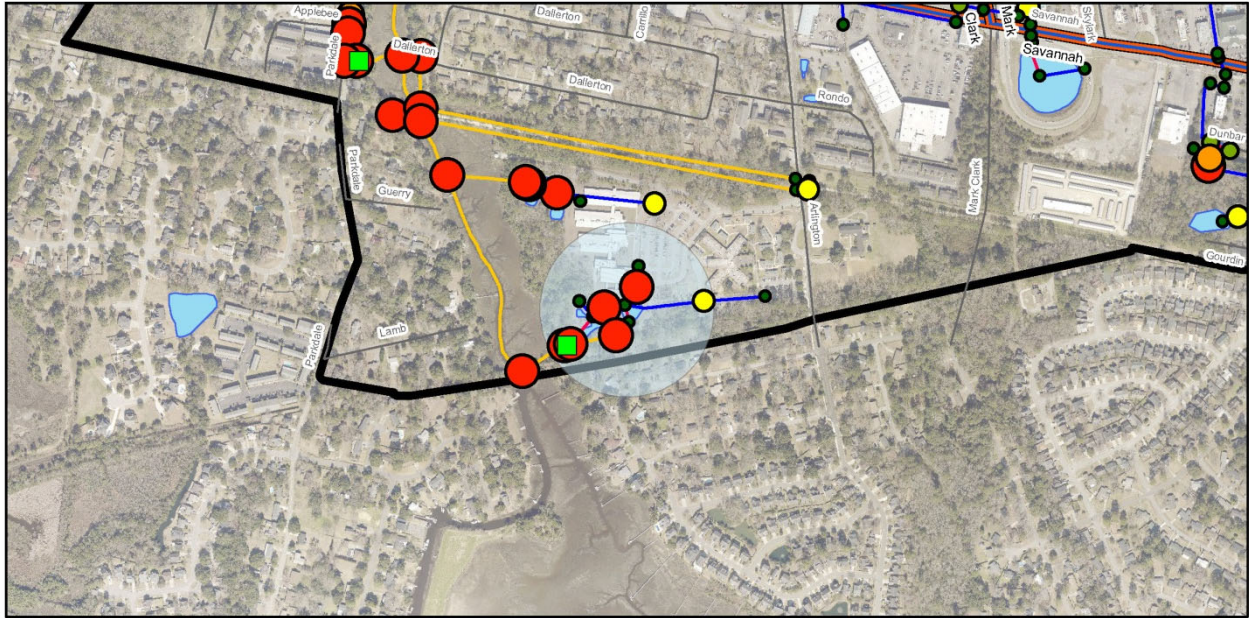 Applebee
Dallerton
Carrillo
Clark
Mark
Savannah
Skylark
Parkdale
Dallerton
Savannah
Dallerton
Rondo
Dunbar
Parkdale
Guerry
Arlington
Mark Clark
Gourdin
Lamb
Parkdale